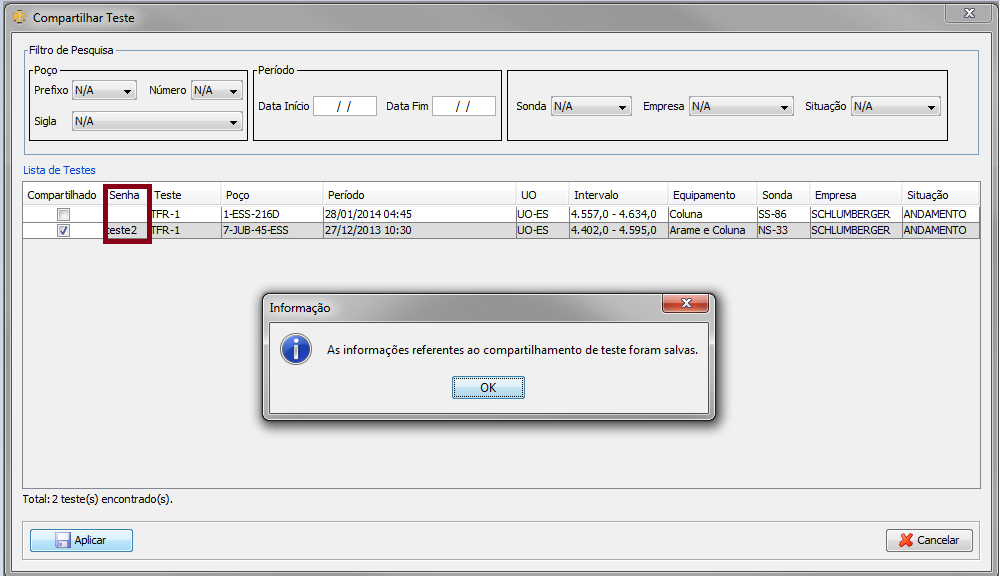 Compartilhar Teste
Filtro de Pesquisa
Poço
Prefixo N/A Número N/A
Sigla N/A
Período
Data Início / / Data Fim / /
Sonda N/A Empresa N/A Situação N/A
Lista de Testes
Compartilhado Senha Teste Poço Período UO Intervalo Equipamento Sonda Empresa Situação
TFR-1 1-ESS-216D 28/01/2014 04:45 UO-ES 4.557,0 - 4.634,0 Coluna SS-86 SCHLUMBERGER ANDAMENTO
teste2 TFR-1 7-JUB-45-ESS 27/12/2013 10:30 UO-ES 4.402,0 - 4.595,0 Arame e Coluna NS-33 SCHLUMBERGER ANDAMENTO
Informação
As informações referentes ao compartilhamento de teste foram salvas.
OK
Total: 2 teste(s) encontrado(s).
Aplicar Cancelar